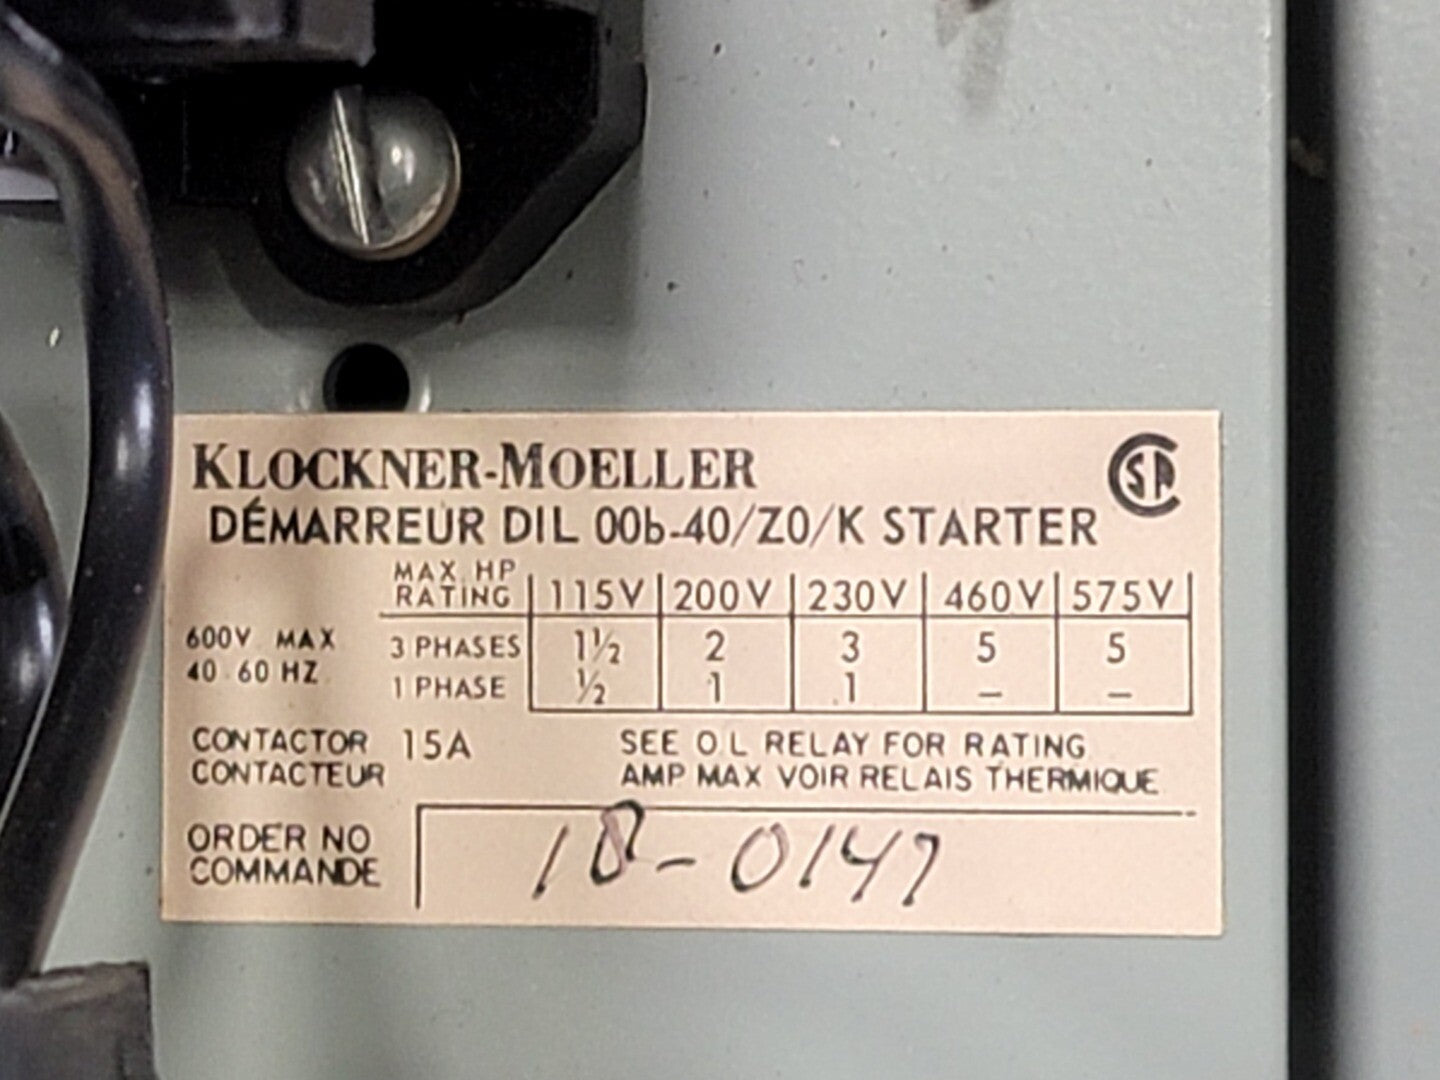 KLOCKNER-MOELLER
DÉMARREUR DIL 00b-40/Z0/K STARTER
MAX. HP
RATING 115V 200V 230V 460V 575V
600V MAX 3 PHASES 1½ 2 3 5 5
40-60 HZ 1 PHASE ½ 1 1 – –
CONTACTOR 15A SEE O L RELAY FOR RATING
CONTACTEUR AMP MAX VOIR RELAIS THERMIQUE
ORDER NO
COMMANDE 18-0147